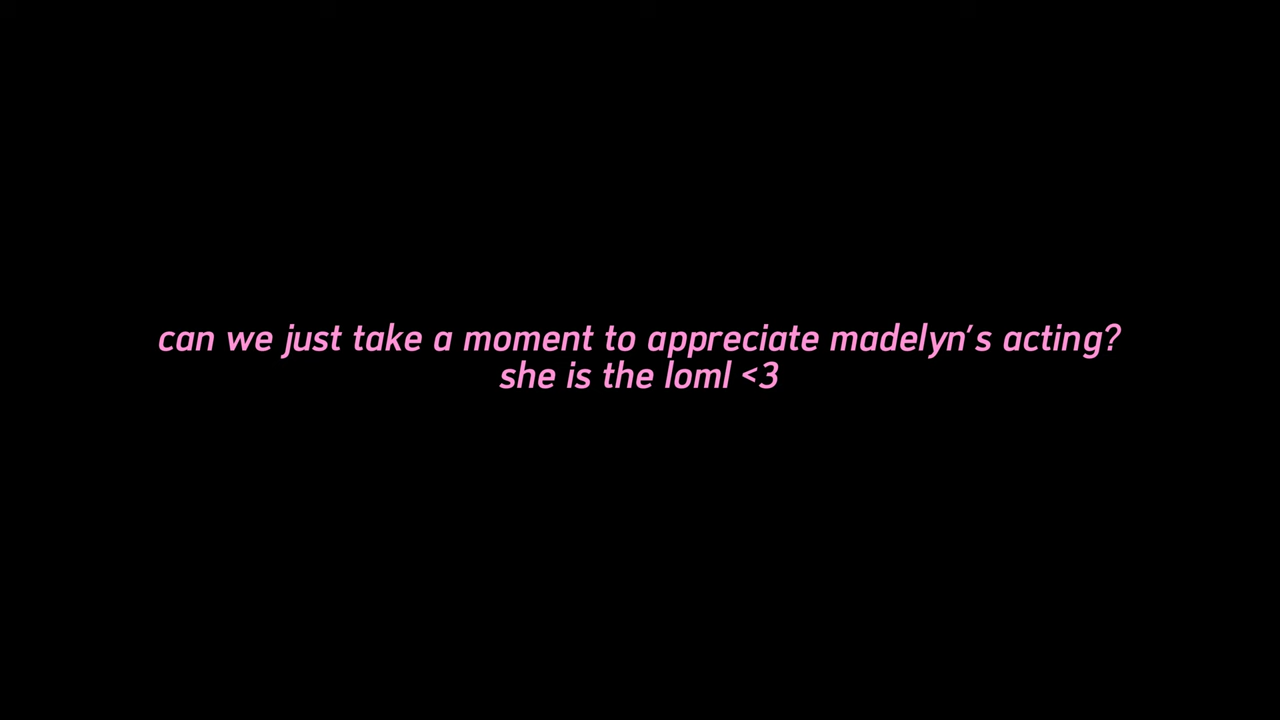 can we just take a moment to appreciate madelyn's acting?
she is the loml <3